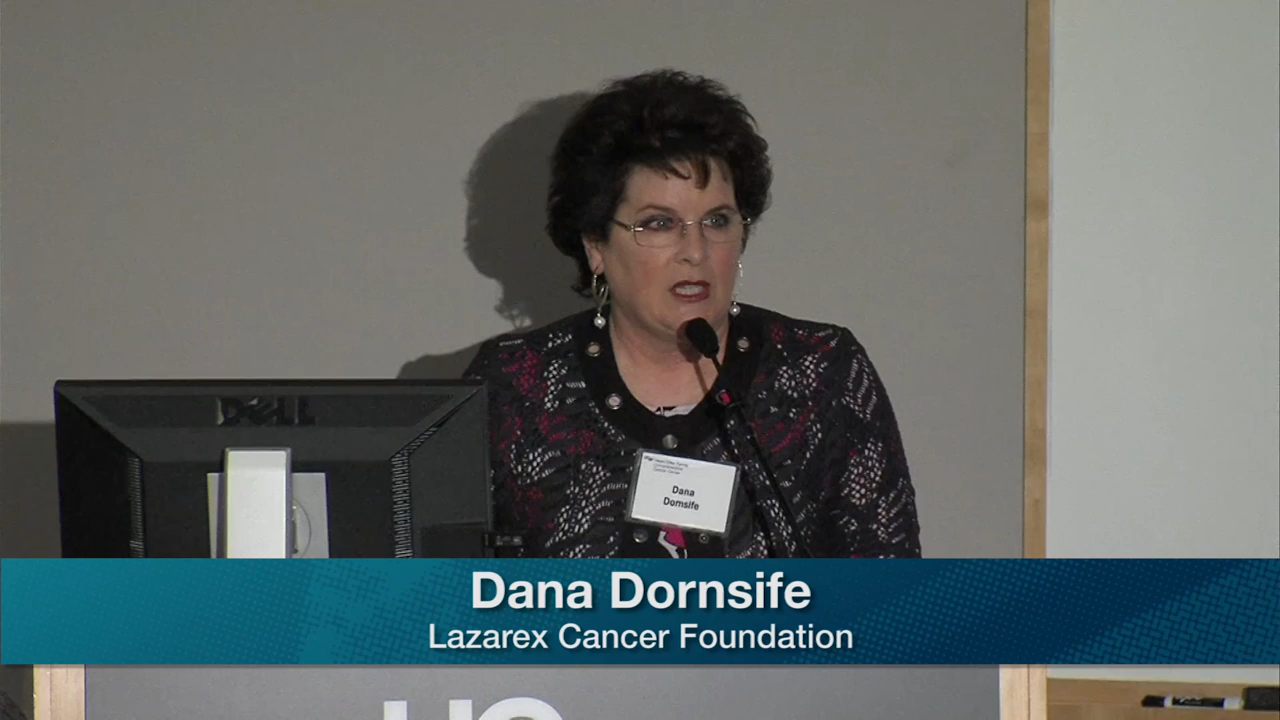 DELL
Dana
Dornsife
Dana Dornsife
Lazarex Cancer Foundation